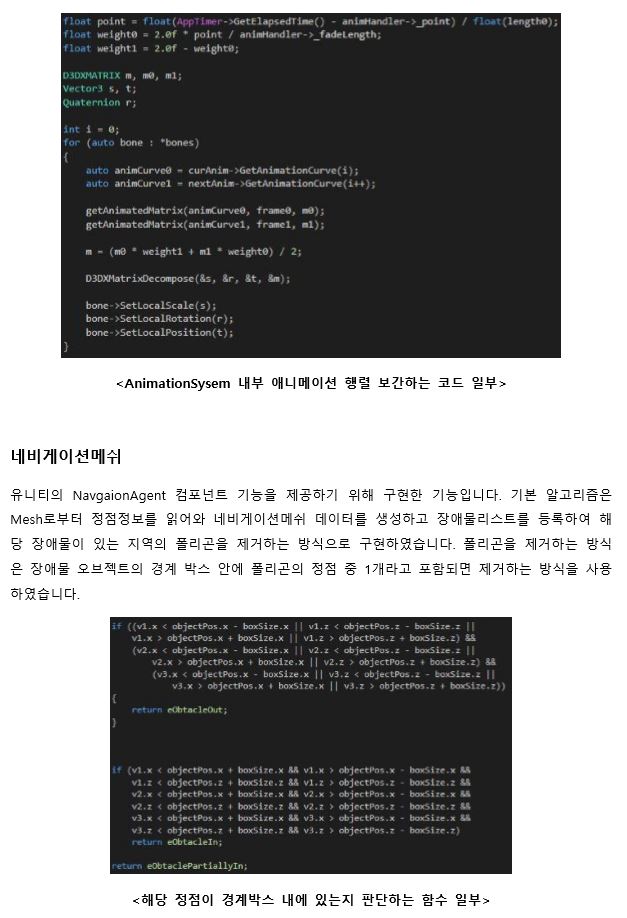 float point = float(AppTimer->GetElapsedTime() - animHandler->_point) / float(length0);
float weight0 = 2.0f * point / animHandler->_fadeLength;
float weight1 = 2.0f - weight0;
D3DXMATRIX m, m0, m1;
Vector3 s, t;
Quaternion r;
int i = 0;
for (auto bone : *bones)
{
auto animCurve0 = curAnim->GetAnimationCurve(i);
auto animCurve1 = nextAnim->GetAnimationCurve(i++);
getAnimatedMatrix(animCurve0, frame0, m0);
getAnimatedMatrix(animCurve1, frame1, m1);
m = (m0 * weight1 + m1 * weight0) / 2;
D3DXMatrixDecompose(&s, &r, &t, &m);
bone->SetLocalScale(s);
bone->SetLocalRotation(r);
bone->SetLocalPosition(t);
}
<AnimationSysem 내부 애니메이션 행렬 보간하는 코드 일부>
네비게이션메쉬
유니티의 NavgaionAgent 컴포넌트 기능을 제공하기 위해 구현한 기능입니다. 기본 알고리즘은
Mesh로부터 정점정보를 읽어와 네비게이션메쉬 데이터를 생성하고 장애물리스트를 등록하여 해
당 장애물이 있는 지역의 폴리곤을 제거하는 방식으로 구현하였습니다. 폴리곤을 제거하는 방식
은 장애물 오브젝트의 경계 박스 안에 폴리곤의 정점 중 1개라고 포함되면 제거하는 방식을 사용
하였습니다.
if ((v1.x < objectPos.x - boxSize.x || v1.z < objectPos.z - boxSize.z ||
v1.x > objectPos.x + boxSize.x || v1.z > objectPos.z + boxSize.z) &&
(v2.x < objectPos.x - boxSize.x || v2.z < objectPos.z - boxSize.z ||
v2.x > objectPos.x + boxSize.x || v2.z > objectPos.z + boxSize.z) &&
(v3.x < objectPos.x - boxSize.x || v3.z < objectPos.z - boxSize.z ||
v3.x > objectPos.x + boxSize.x || v3.z > objectPos.z + boxSize.z))
{
return eObtacleOut;
}
if (v1.x < objectPos.x + boxSize.x && v1.x > objectPos.x - boxSize.x &&
v1.z < objectPos.z + boxSize.z && v1.z > objectPos.z - boxSize.z &&
v2.x < objectPos.x + boxSize.x && v2.x > objectPos.x - boxSize.x &&
v2.z < objectPos.z + boxSize.z && v2.z > objectPos.z - boxSize.z &&
v3.x < objectPos.x + boxSize.x && v3.x > objectPos.x - boxSize.x &&
v3.z < objectPos.z + boxSize.z && v3.z > objectPos.z - boxSize.z)
return eObtacleIn;
return eObtaclePartiallyIn;
<해당 정점이 경계박스 내에 있는지 판단하는 함수 일부>